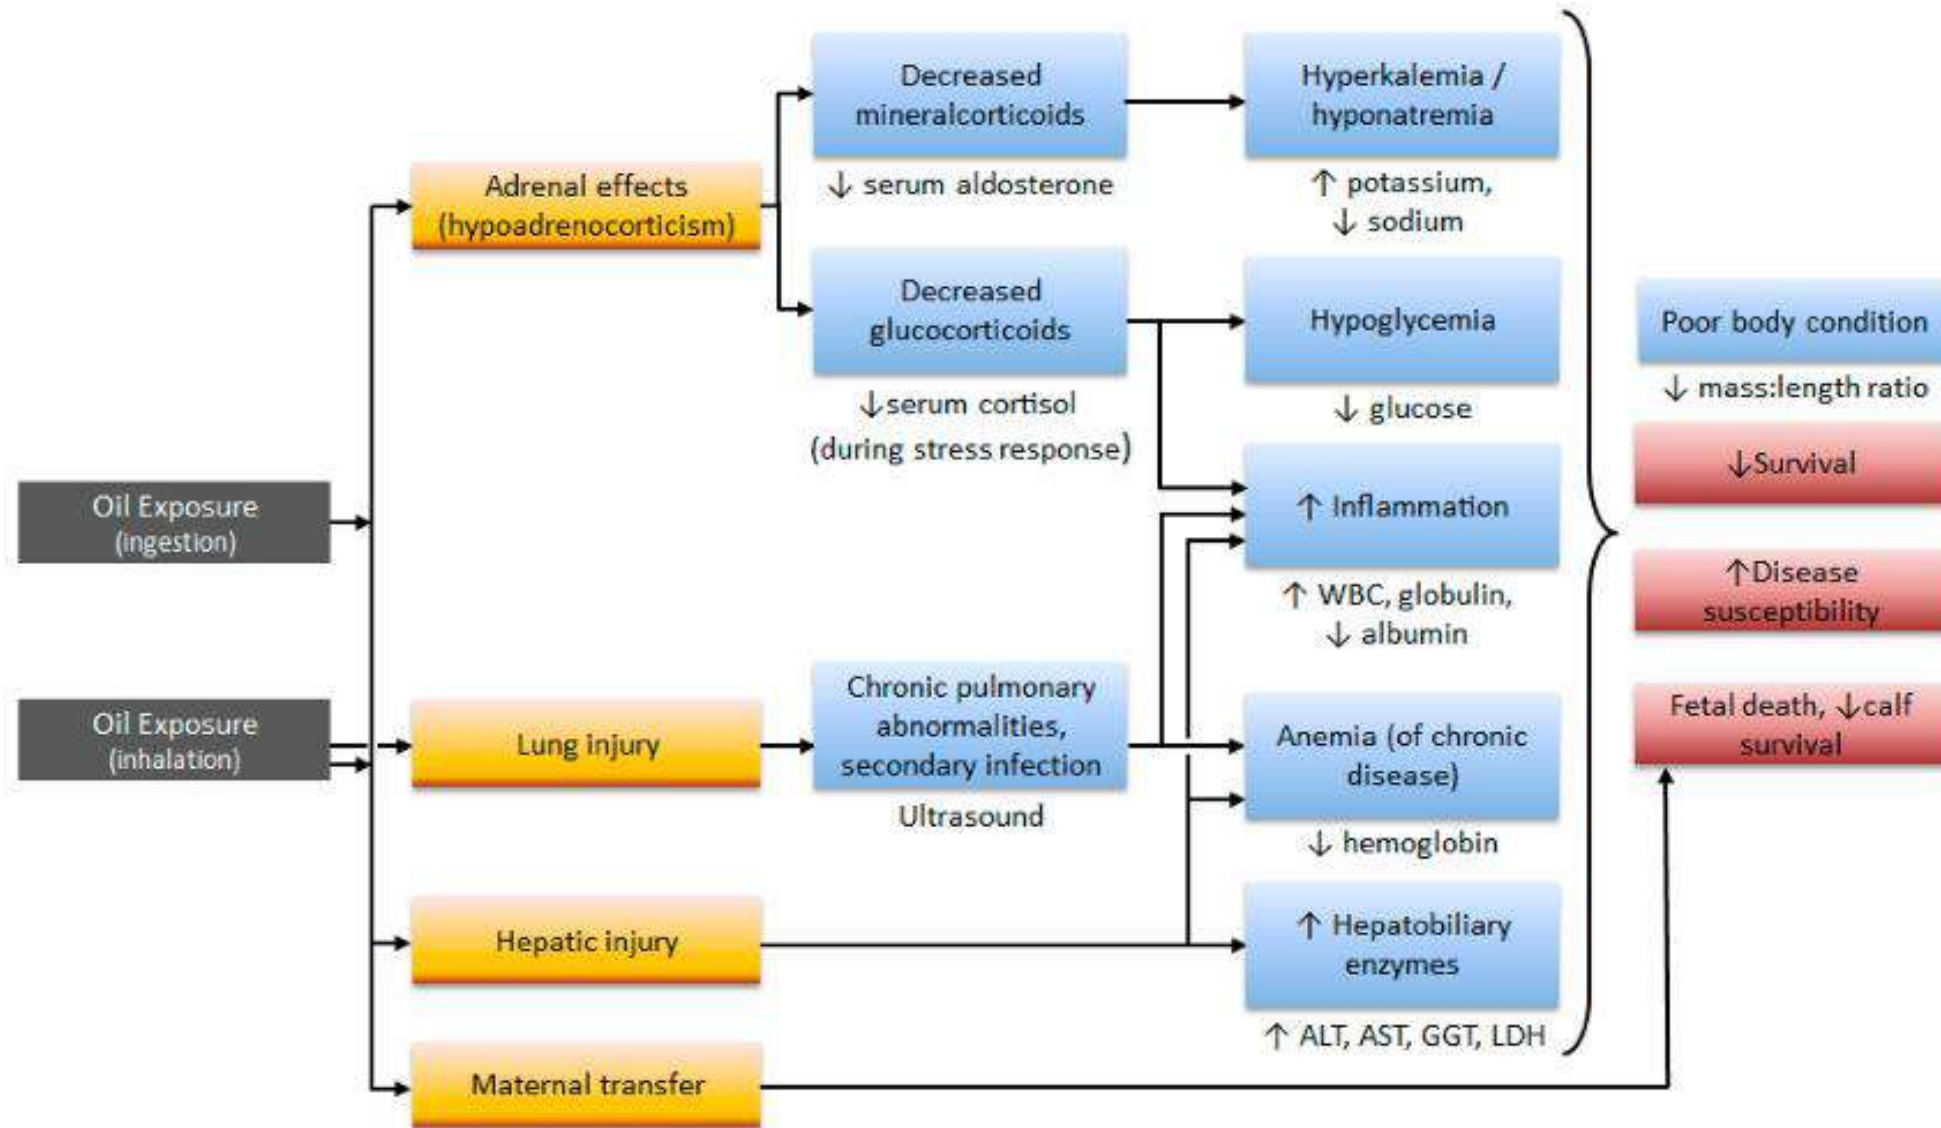 Oil Exposure
(ingestion)
Oil Exposure
(inhalation)
Adrenal effects
(hypoadrenocorticism)
Lung injury
Hepatic injury
Maternal transfer
Decreased
mineralcorticoids
↓ serum aldosterone
Decreased
glucocorticoids
↓serum cortisol
(during stress response)
Chronic pulmonary
abnormalities,
secondary infection
Ultrasound
Hyperkalemia /
hyponatremia
↑ potassium,
↓ sodium
Hypoglycemia
↓ glucose
↑ Inflammation
↑ WBC, globulin,
↓ albumin
Anemia (of chronic
disease)
↓ hemoglobin
↑ Hepatobiliary
enzymes
↑ ALT, AST, GGT, LDH
Poor body condition
↓ mass:length ratio
↓Survival
↑Disease
susceptibility
Fetal death, ↓calf
survival